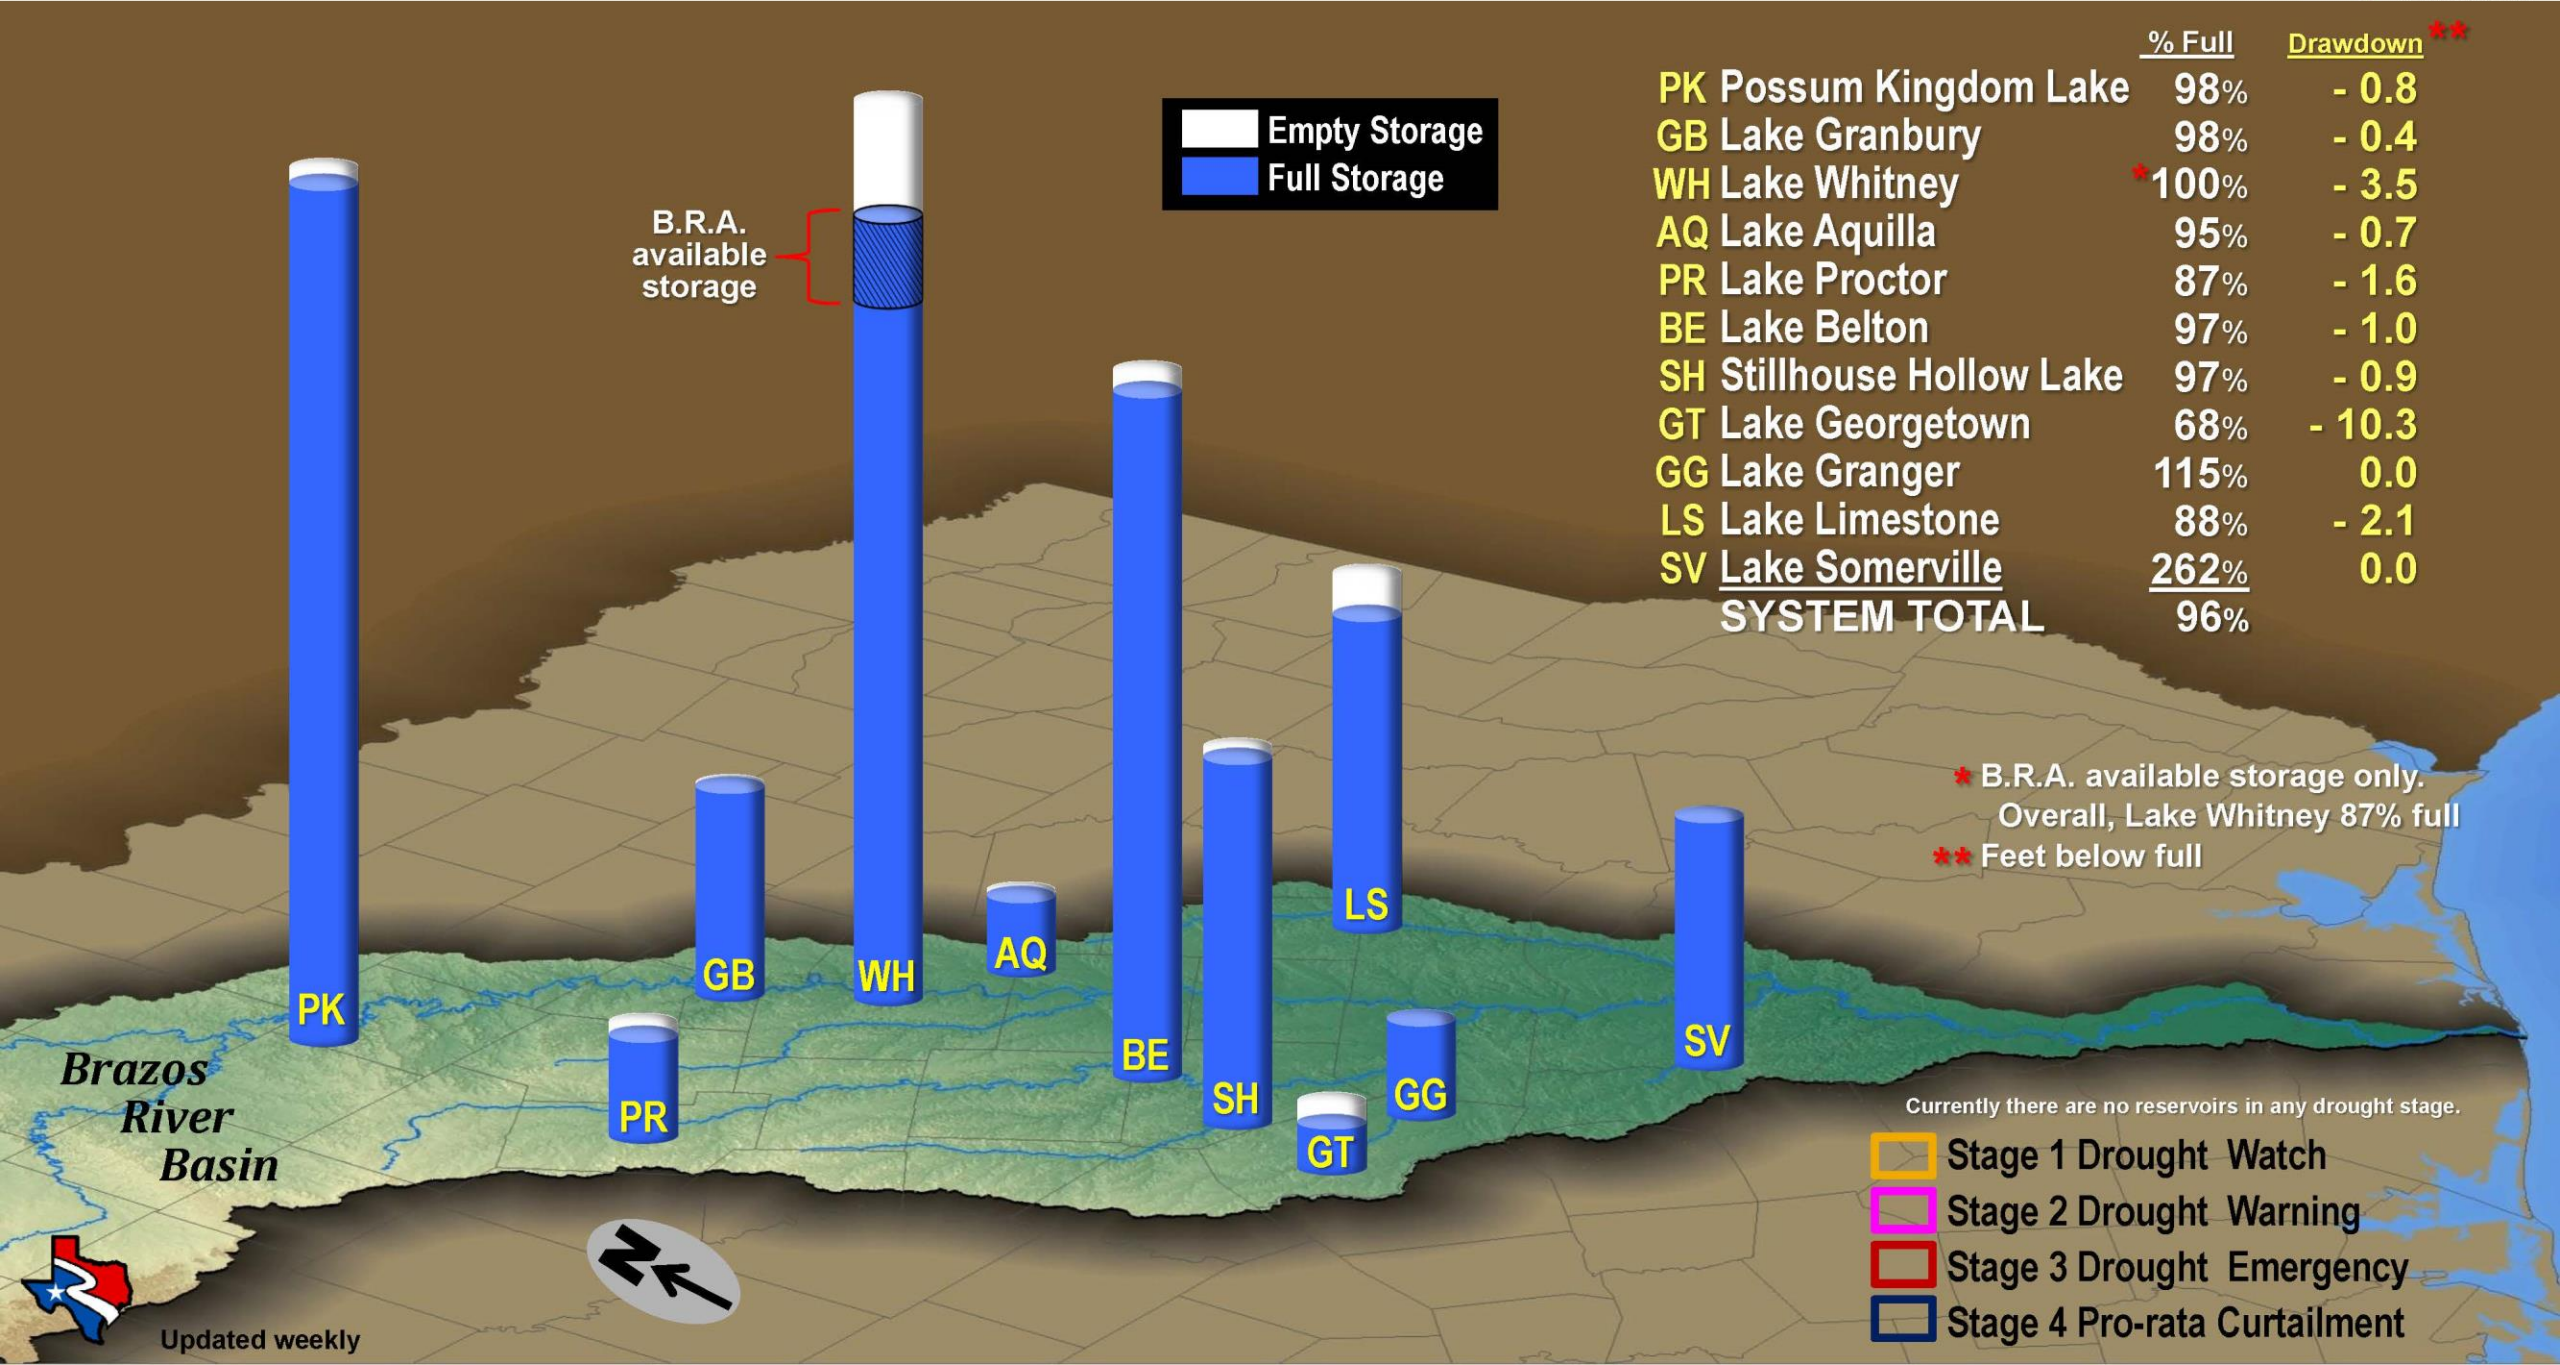 % Full Drawdown **
PK Possum Kingdom Lake 98% - 0.8
GB Lake Granbury 98% - 0.4
WH Lake Whitney *100% - 3.5
AQ Lake Aquilla 95% - 0.7
PR Lake Proctor 87% - 1.6
BE Lake Belton 97% - 1.0
SH Stillhouse Hollow Lake 97% - 0.9
GT Lake Georgetown 68% - 10.3
GG Lake Granger 115% 0.0
LS Lake Limestone 88% - 2.1
SV Lake Somerville 262% 0.0
SYSTEM TOTAL 96%
Empty Storage
Full Storage
B.R.A.
available
storage
* B.R.A. available storage only.
Overall, Lake Whitney 87% full
** Feet below full
PK
GB
WH
AQ
LS
PR
BE
SH
GT
GG
SV
Brazos
River
Basin
N
Currently there are no reservoirs in any drought stage.
Stage 1 Drought Watch
Stage 2 Drought Warning
Stage 3 Drought Emergency
Stage 4 Pro-rata Curtailment
Updated weekly